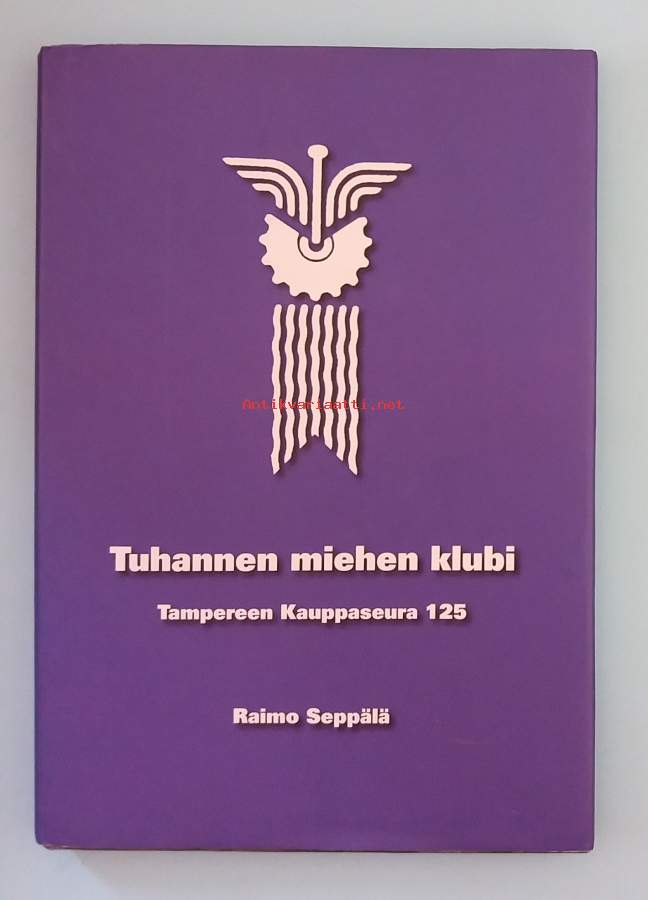 Antikvariaatti.net
Tuhannen miehen klubi
Tampereen Kauppaseura 125
Raimo Seppälä